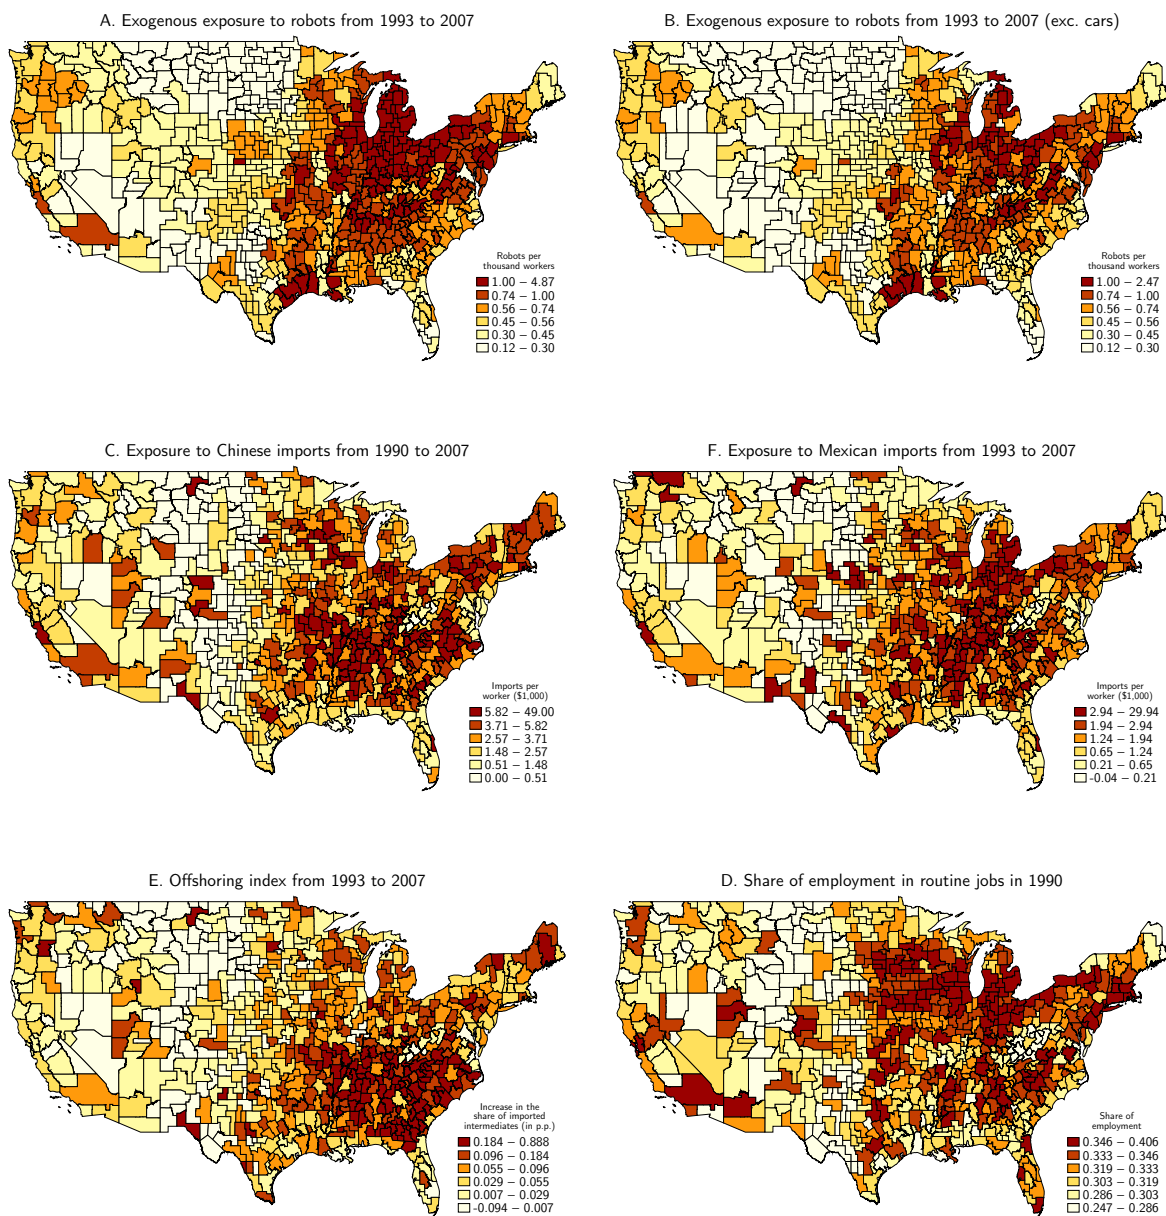 A. Exogenous exposure to robots from 1993 to 2007
Robots per
thousand workers
1.00 – 4.87
0.74 – 1.00
0.56 – 0.74
0.45 – 0.56
0.30 – 0.45
0.12 – 0.30
B. Exogenous exposure to robots from 1993 to 2007 (exc. cars)
Robots per
thousand workers
1.00 – 2.47
0.74 – 1.00
0.56 – 0.74
0.45 – 0.56
0.30 – 0.45
0.12 – 0.30
C. Exposure to Chinese imports from 1990 to 2007
Imports per
worker ($1,000)
5.82 – 49.00
3.71 – 5.82
2.57 – 3.71
1.48 – 2.57
0.51 – 1.48
0.00 – 0.51
F. Exposure to Mexican imports from 1993 to 2007
Imports per
worker ($1,000)
2.94 – 29.94
1.94 – 2.94
1.24 – 1.94
0.65 – 1.24
0.21 – 0.65
-0.04 – 0.21
E. Offshoring index from 1993 to 2007
Increase in the
share of imported
intermediates (in p.p.)
0.184 – 0.888
0.096 – 0.184
0.055 – 0.096
0.029 – 0.055
0.007 – 0.029
-0.094 – 0.007
D. Share of employment in routine jobs in 1990
Share of
employment
0.346 – 0.406
0.333 – 0.346
0.319 – 0.333
0.303 – 0.319
0.286 – 0.303
0.247 – 0.286